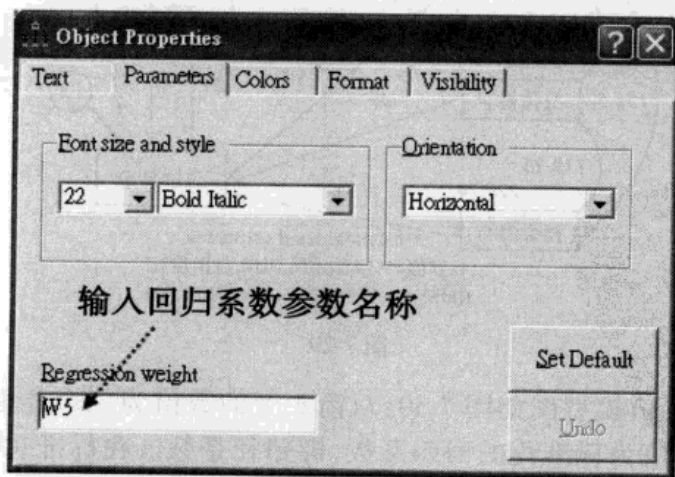 Object Properties
Text Parameters Colors Format Visibility
Font size and style
Orientation
22 Bold Italic
Horizontal
输入回归系数参数名称
Set Default
Regression weight
W5
Undo